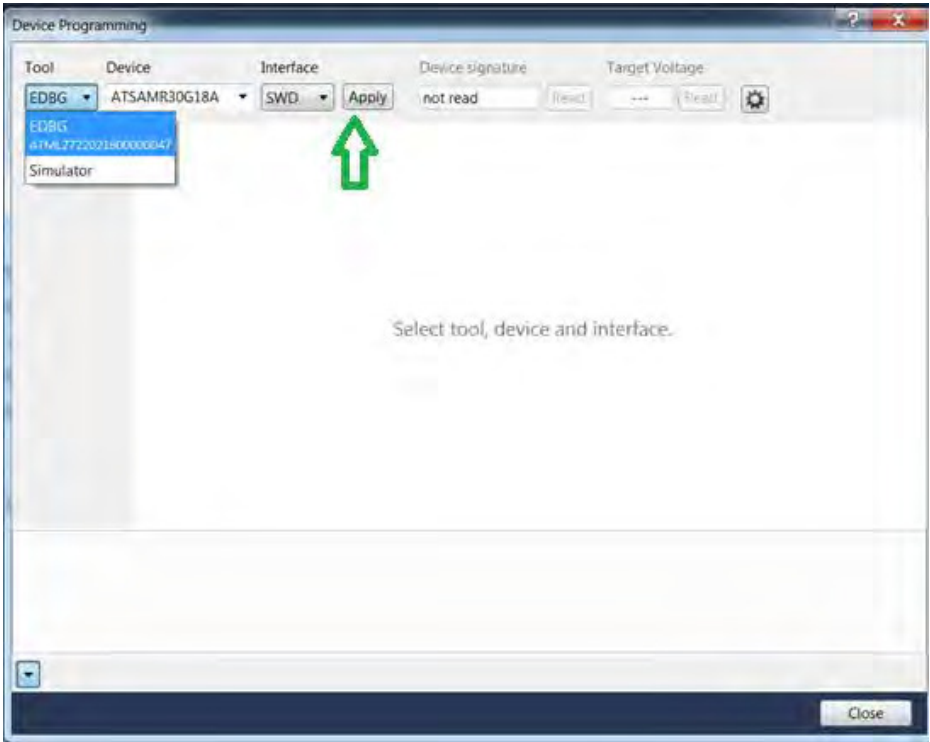 Device Programming
Tool Device Interface Device signature Target Voltage
EDBG ATSAMR30G18A SWD Apply not read Read --- Read
EDBG
ATML2722021600000047
Simulator
Select tool, device and interface.
Close